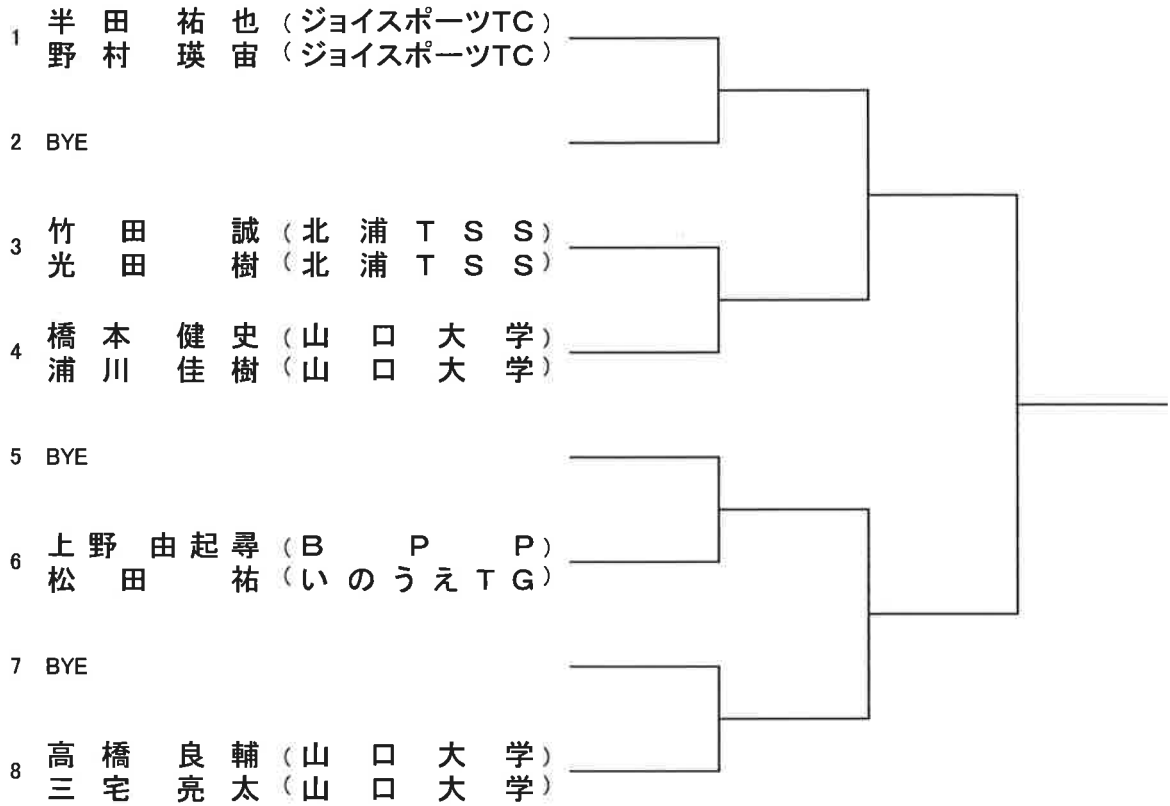 1 半田 祐也 (ジョイスポーツTC)
野村 瑛宙 (ジョイスポーツTC)
2 BYE
3 竹田 誠 (北浦TSS)
光田 樹 (北浦TSS)
4 橋本 健史 (山口大学)
浦川 佳樹 (山口大学)
5 BYE
6 上野 由起尋 (BPP)
松田 祐 (いのうえTG)
7 BYE
8 高橋 良輔 (山口大学)
三宅 亮太 (山口大学)